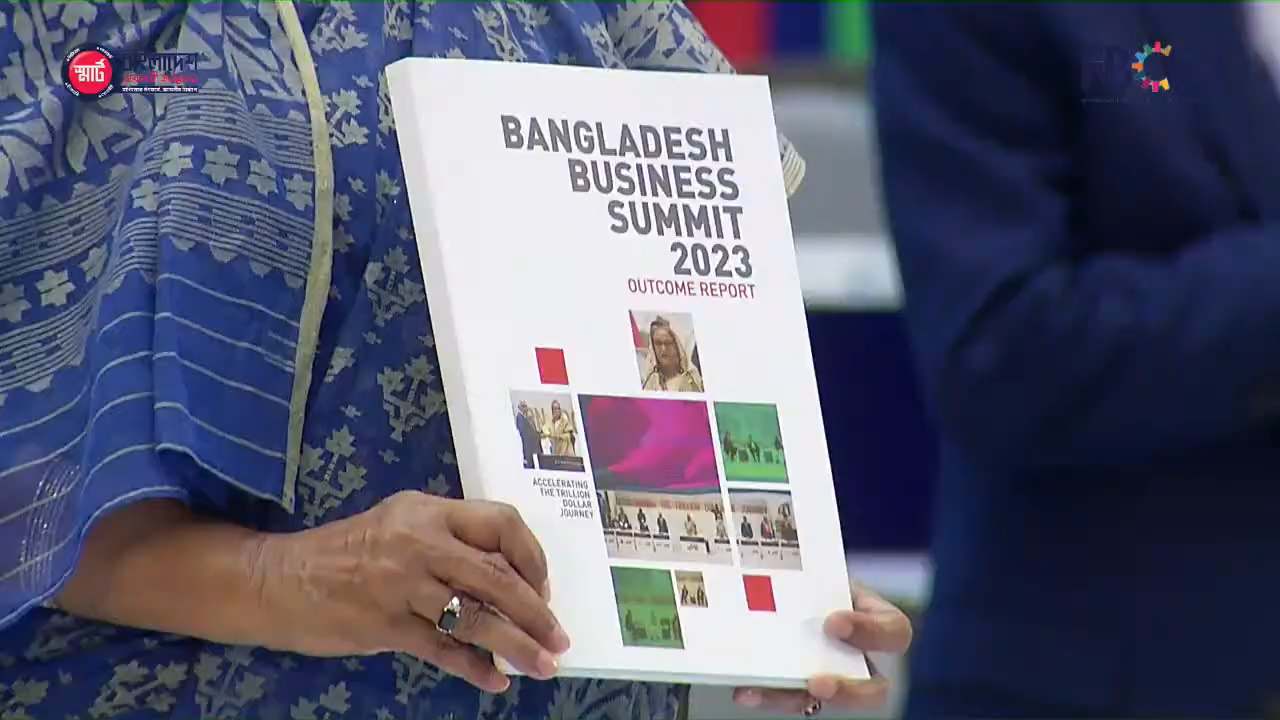 স্মার্ট
বাংলাদেশ
BANGLADESH
BUSINESS
SUMMIT
2023
OUTCOME REPORT
ACCELERATING
THE TRILLION
DOLLAR
JOURNEY